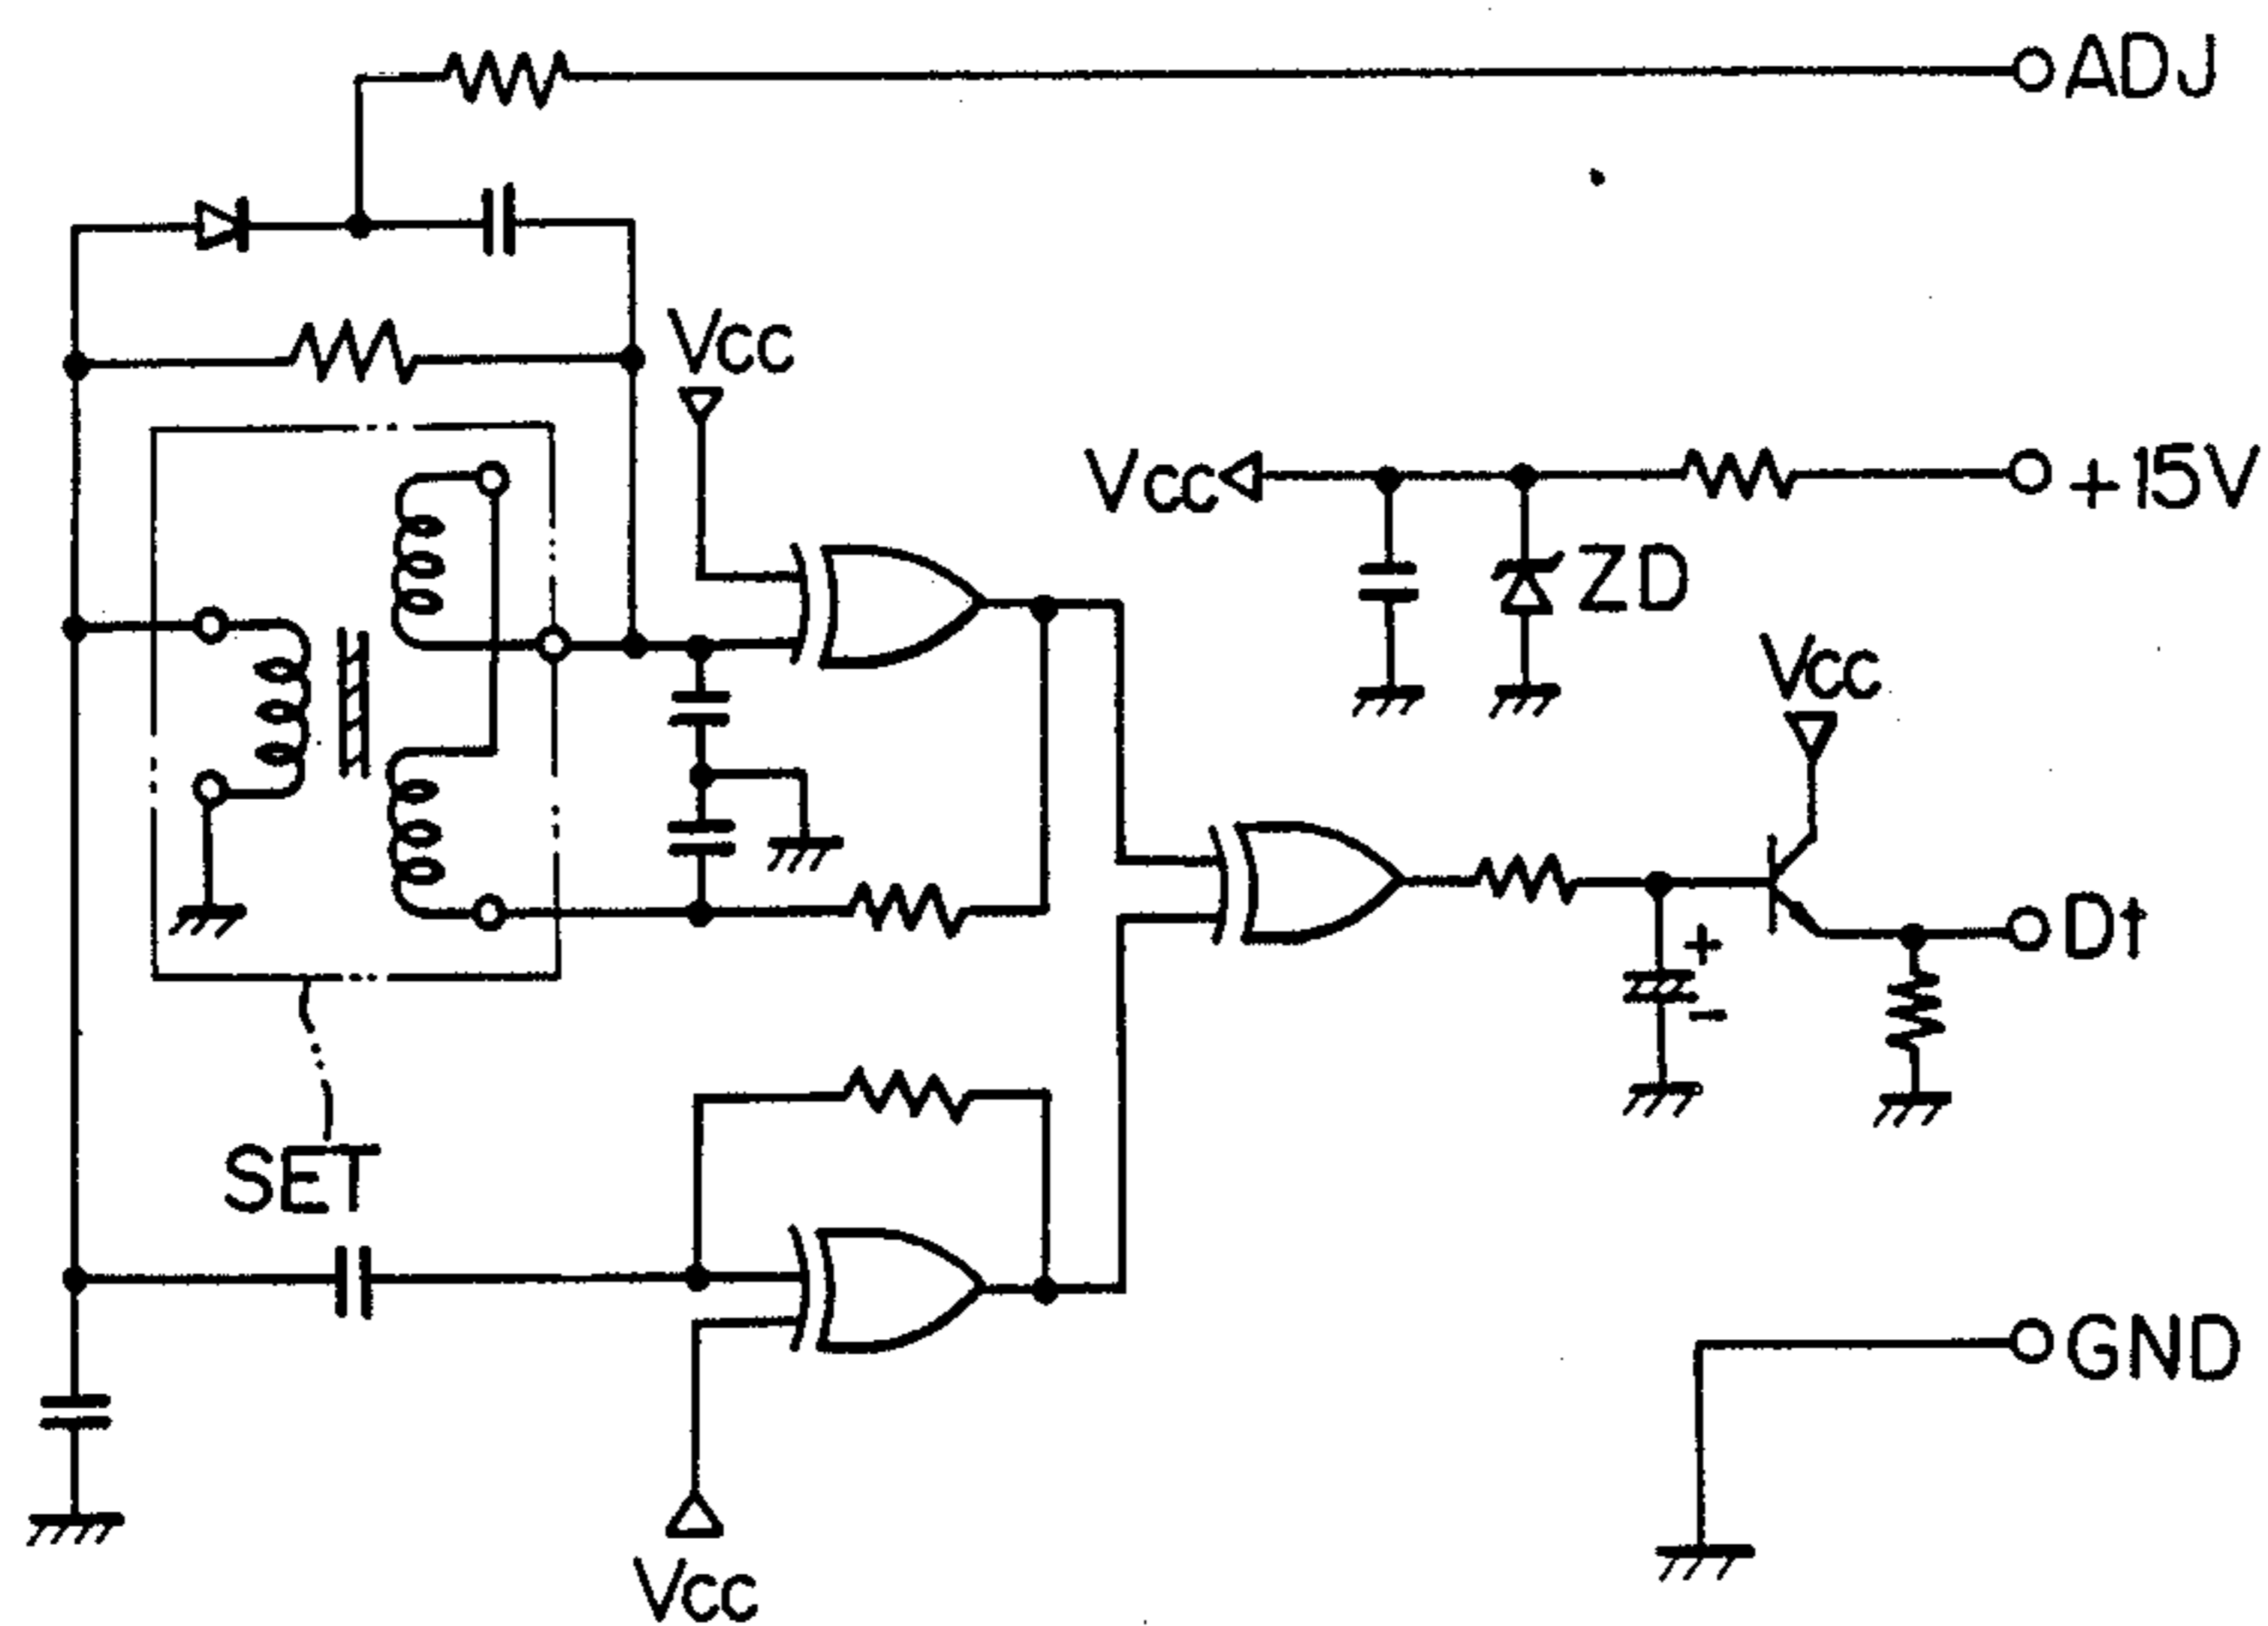 ADJ
Vcc
Vcc
+15V
ZD
Vcc
+
Dt
-
SET
GND
Vcc